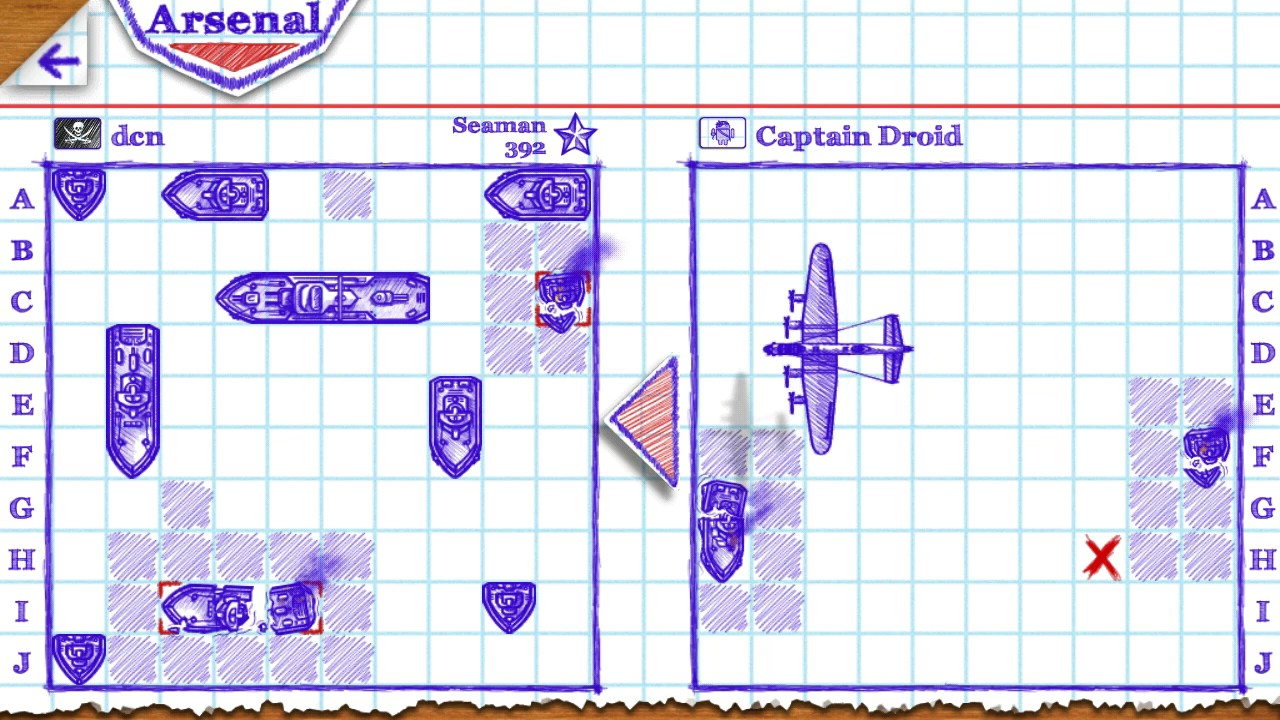 Arsenal
dcn
Seaman
392
Captain Droid
A
B
C
D
E
F
G
H
I
J
A
B
C
D
E
F
G
H
I
J